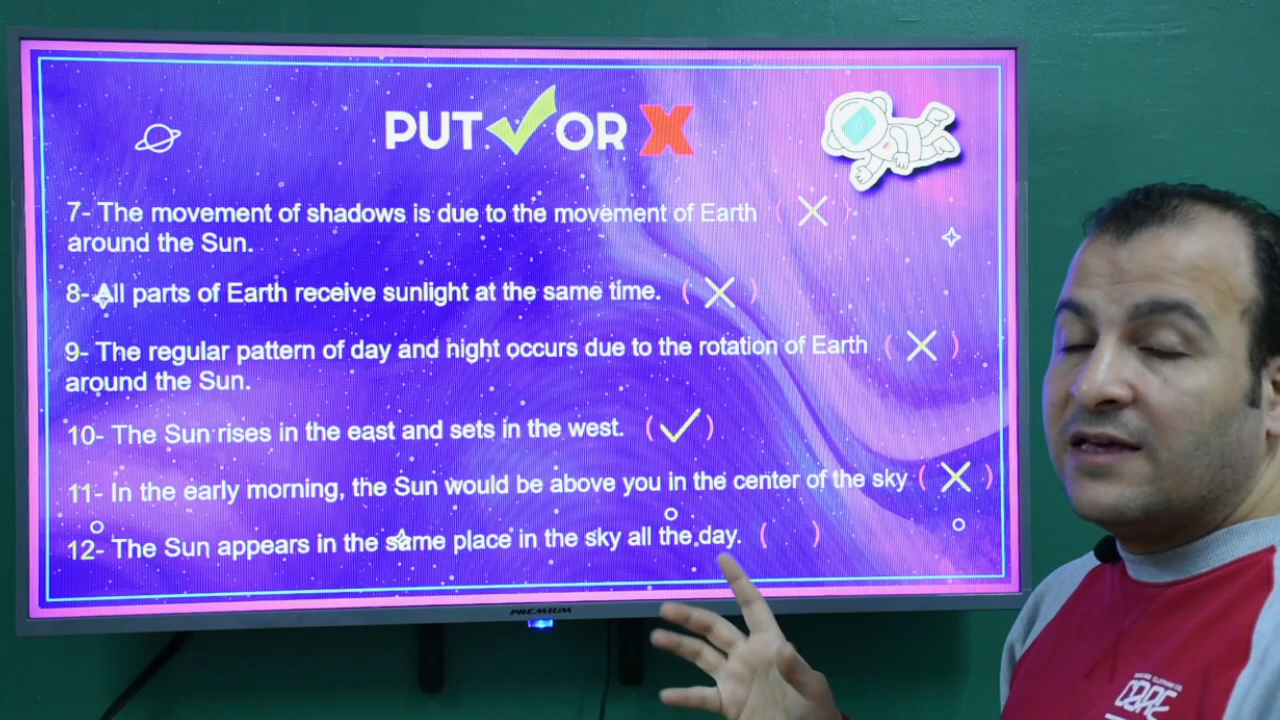 PUT ✓ OR X
7- The movement of shadows is due to the movement of Earth ( X )
around the Sun.
8- All parts of Earth receive sunlight at the same time. ( X )
9- The regular pattern of day and night occurs due to the rotation of Earth ( X )
around the Sun.
10- The Sun rises in the east and sets in the west. ( ✓ )
11- In the early morning, the Sun would be above you in the center of the sky ( X )
12- The Sun appears in the same place in the sky all the day. ( )
PREMIUM